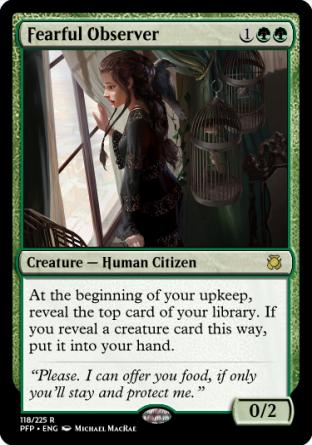 Fearful Observer 1
Creature — Human Citizen
At the beginning of your upkeep,
reveal the top card of your library. If
you reveal a creature card this way,
put it into your hand.
“Please. I can offer you food, if only
you’ll stay and protect me.”
0/2
118/225 R
PFP • ENG Michael MacRae